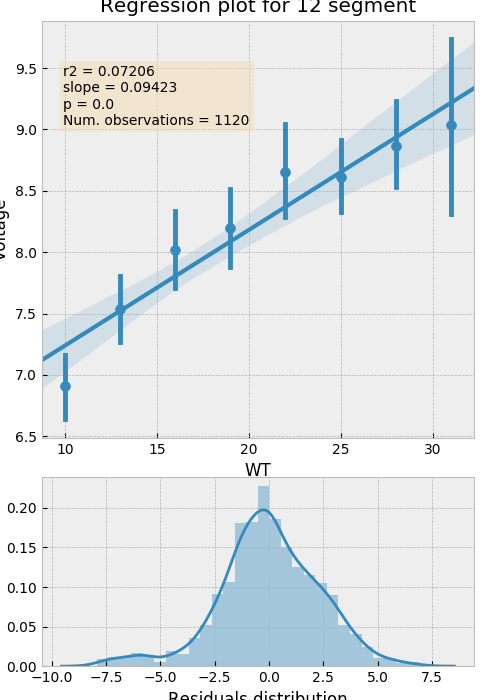 Regression plot for 12 segment
9.5
9.0
8.5
8.0
7.5
7.0
6.5
r2 = 0.07206
slope = 0.09423
p = 0.0
Num. observations = 1120
Voltage
10 15 20 25 30
WT
0.20
0.15
0.10
0.05
0.00
−10.0 −7.5 −5.0 −2.5 0.0 2.5 5.0 7.5
Residuals distribution